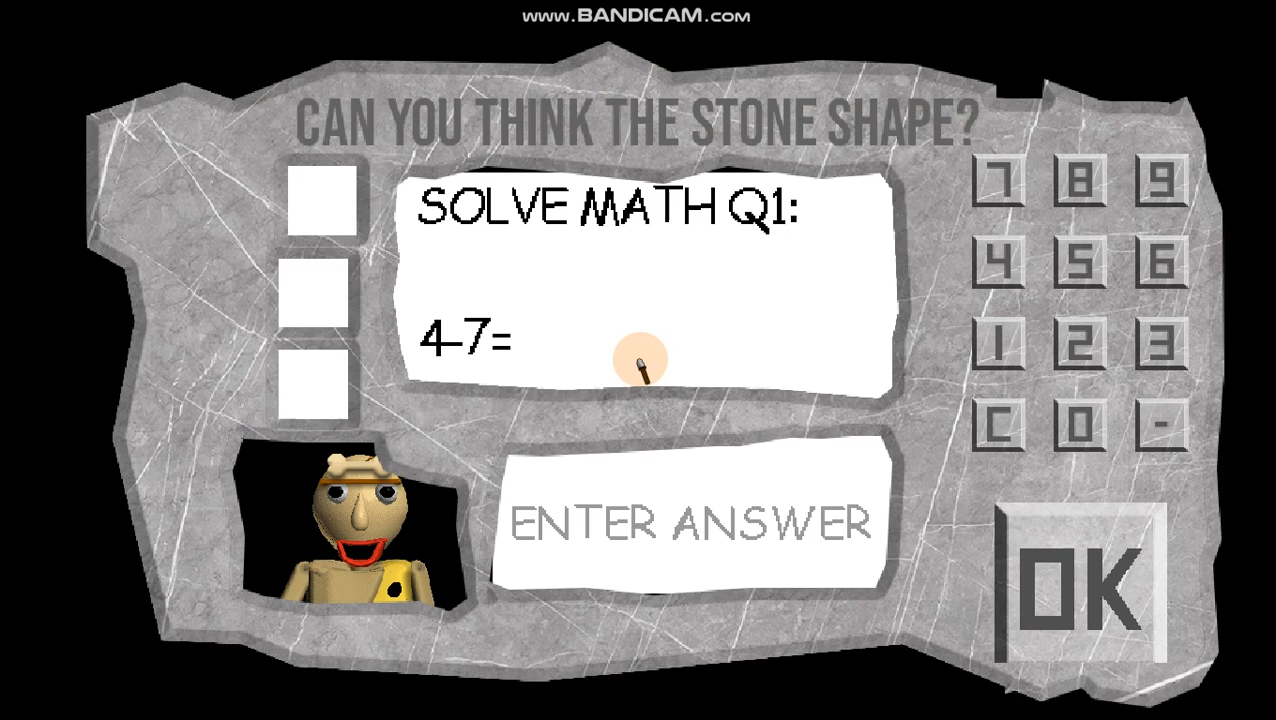 www.BANDICAM.com
CAN YOU THINK THE STONE SHAPE?
SOLVE MATH Q1:
4-7=
ENTER ANSWER
7 8 9
4 5 6
1 2 3
C 0 -
OK